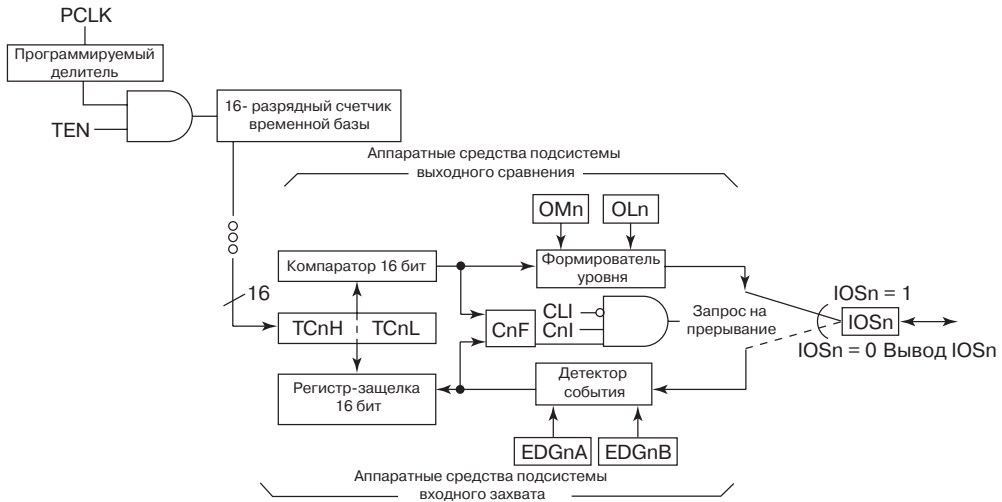 PCLK
Программируемый
делитель
TEN
16- разрядный счетчик
временной базы
Аппаратные средства подсистемы
выходного сравнения
OMn
OLn
Компаратор 16 бит
Формирователь
уровня
16
TCnH TCnL
CnF
CLI
CnI
Запрос на
прерывание
IOSn = 1
IOSn
IOSn = 0 Вывод IOSn
Регистр-защелка
16 бит
Детектор
события
EDGnA
EDGnB
Аппаратные средства подсистемы
входного захвата